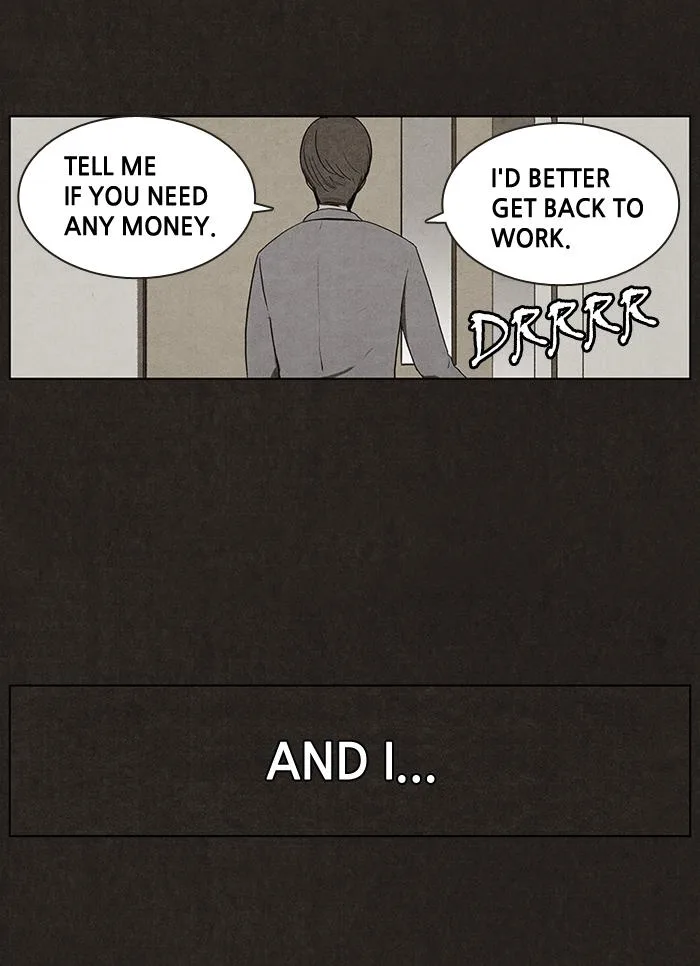 TELL ME
IF YOU NEED
ANY MONEY.
I'D BETTER
GET BACK TO
WORK.
DRRRR
AND I...